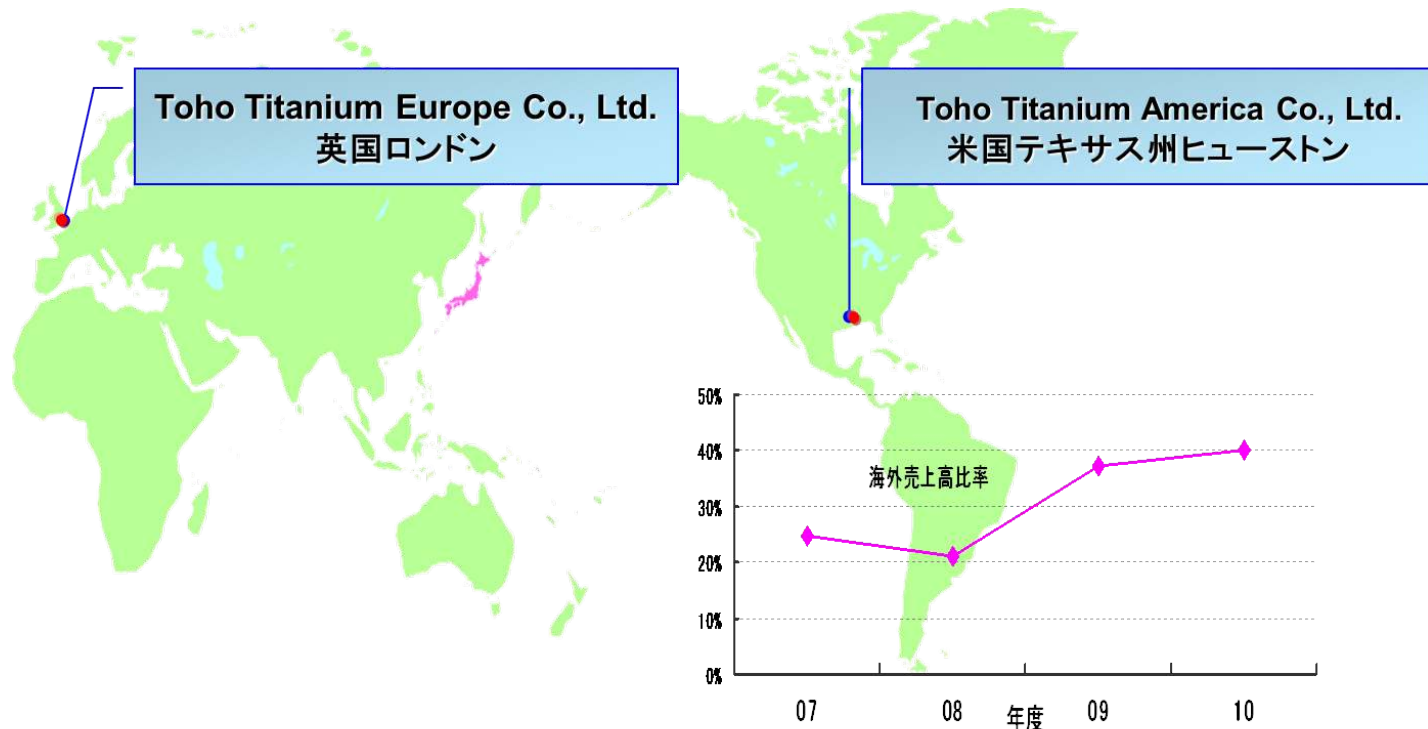 Toho Titanium Europe Co., Ltd.
英国ロンドン
Toho Titanium America Co., Ltd.
米国テキサス州ヒューストン
50%
40%
30%
20%
10%
0%
海外売上高比率
07
08
年度
09
10